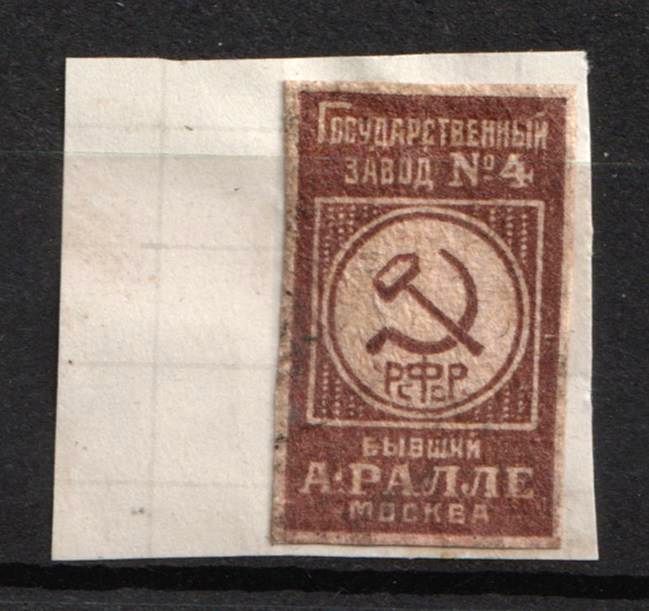 Государственный
завод №4
РСФСР
бывший
А•РАЛЛЕ
МОСКВА